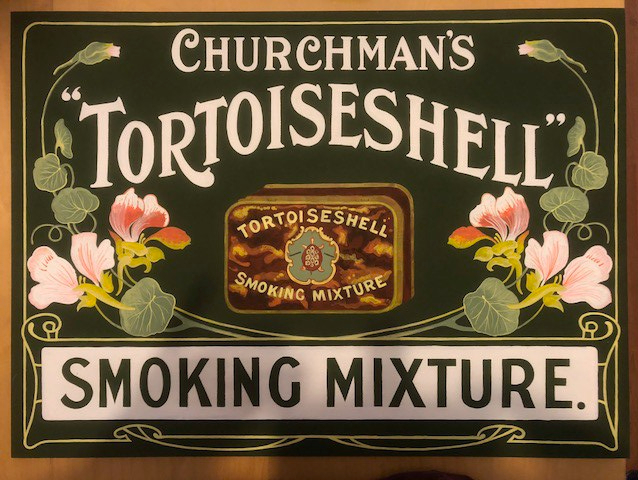 CHURCHMAN'S
"TORTOISESHELL"
TORTOISESHELL
SMOKING MIXTURE
SMOKING MIXTURE.